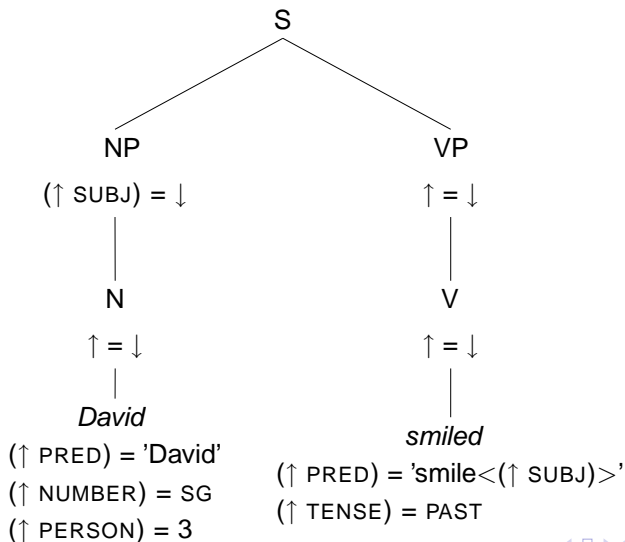 S
NP VP
(↑ SUBJ) = ↓ ↑ = ↓
N V
↑ = ↓ ↑ = ↓
David
smiled
(↑ PRED) = 'David'
(↑ PRED) = 'smile<(↑ SUBJ)>'
(↑ NUMBER) = SG
(↑ TENSE) = PAST
(↑ PERSON) = 3